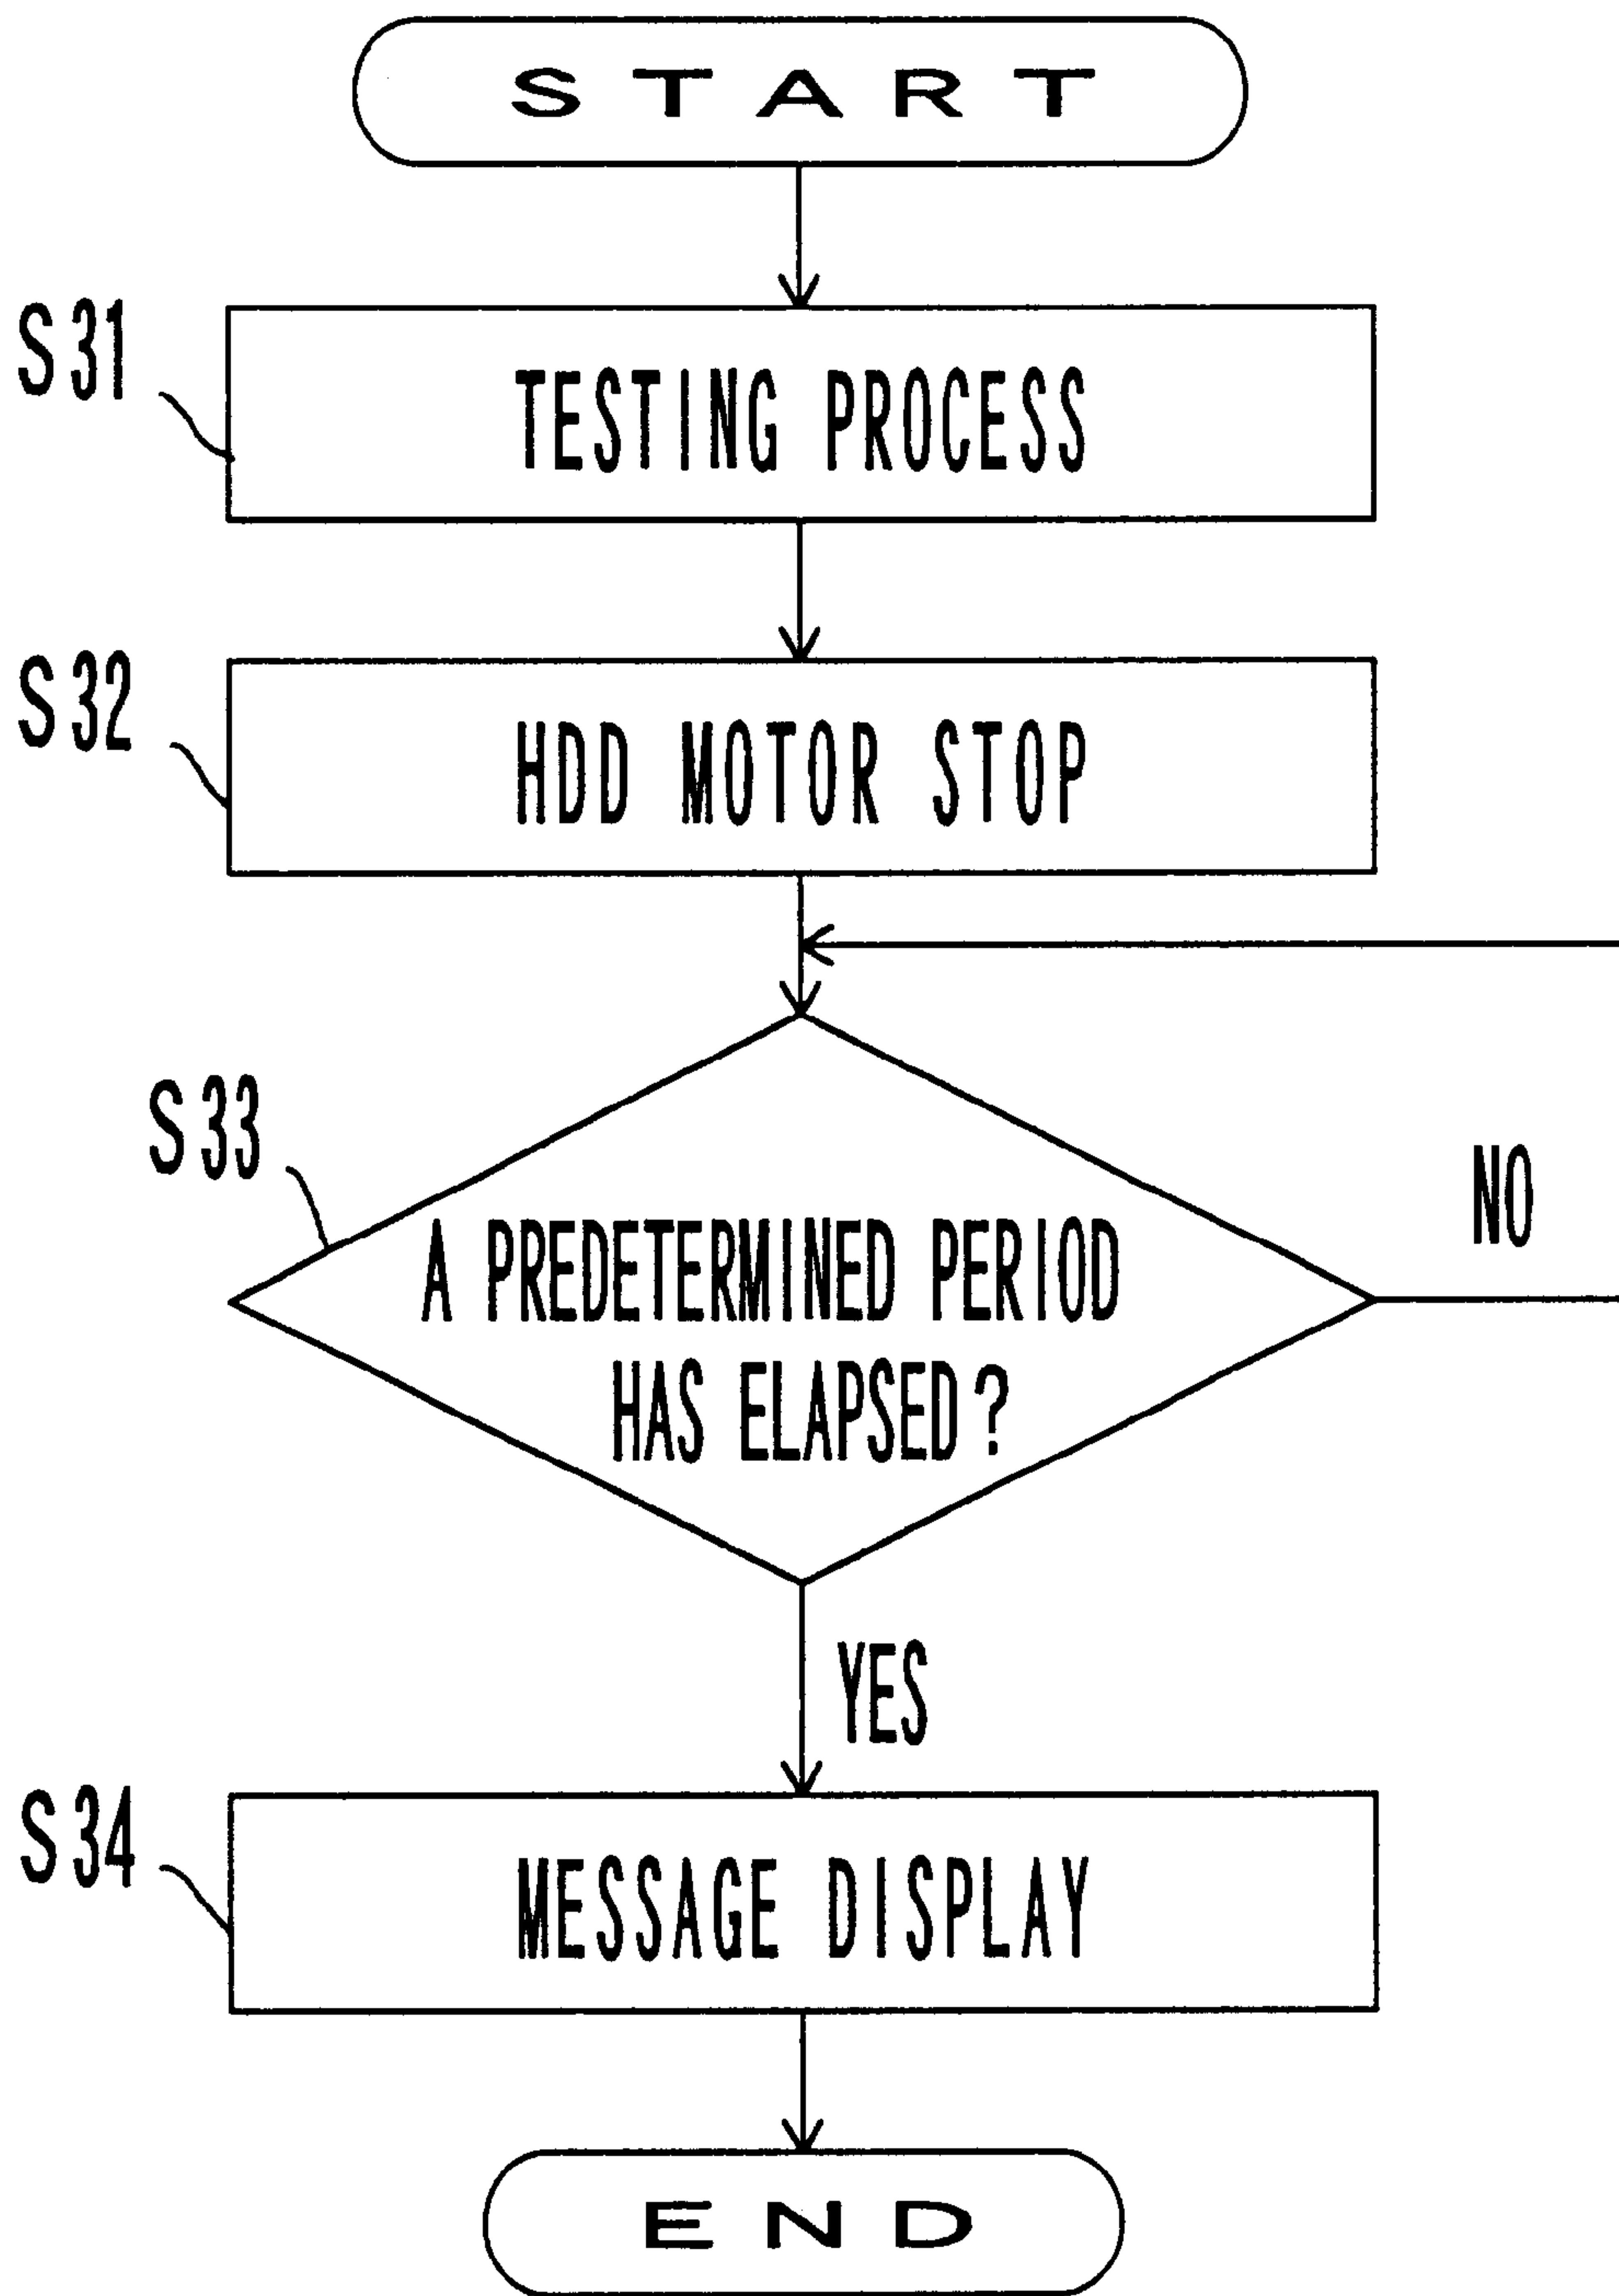 START
S31
TESTING PROCESS
S32
HDD MOTOR STOP
S33
A PREDETERMINED PERIOD
HAS ELAPSED?
NO
YES
S34
MESSAGE DISPLAY
END